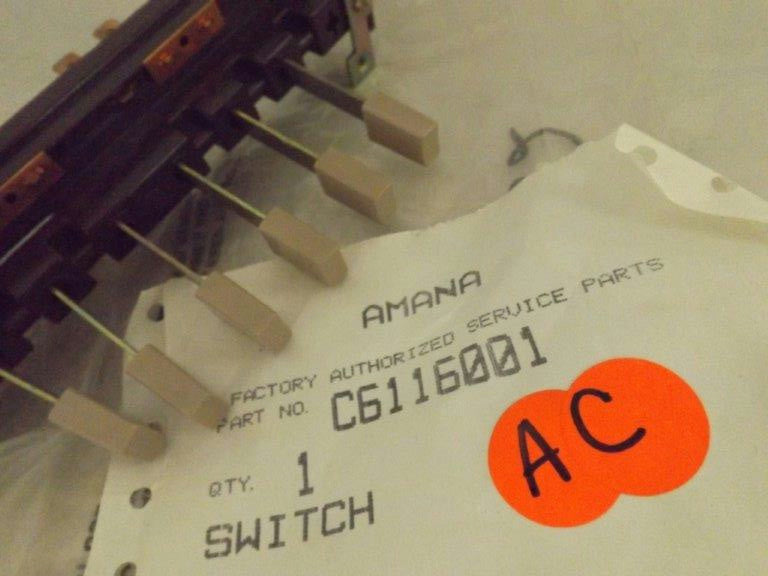 AMANA
FACTORY AUTHORIZED SERVICE PARTS
PART NO. C6116001
QTY. 1
SWITCH
AC